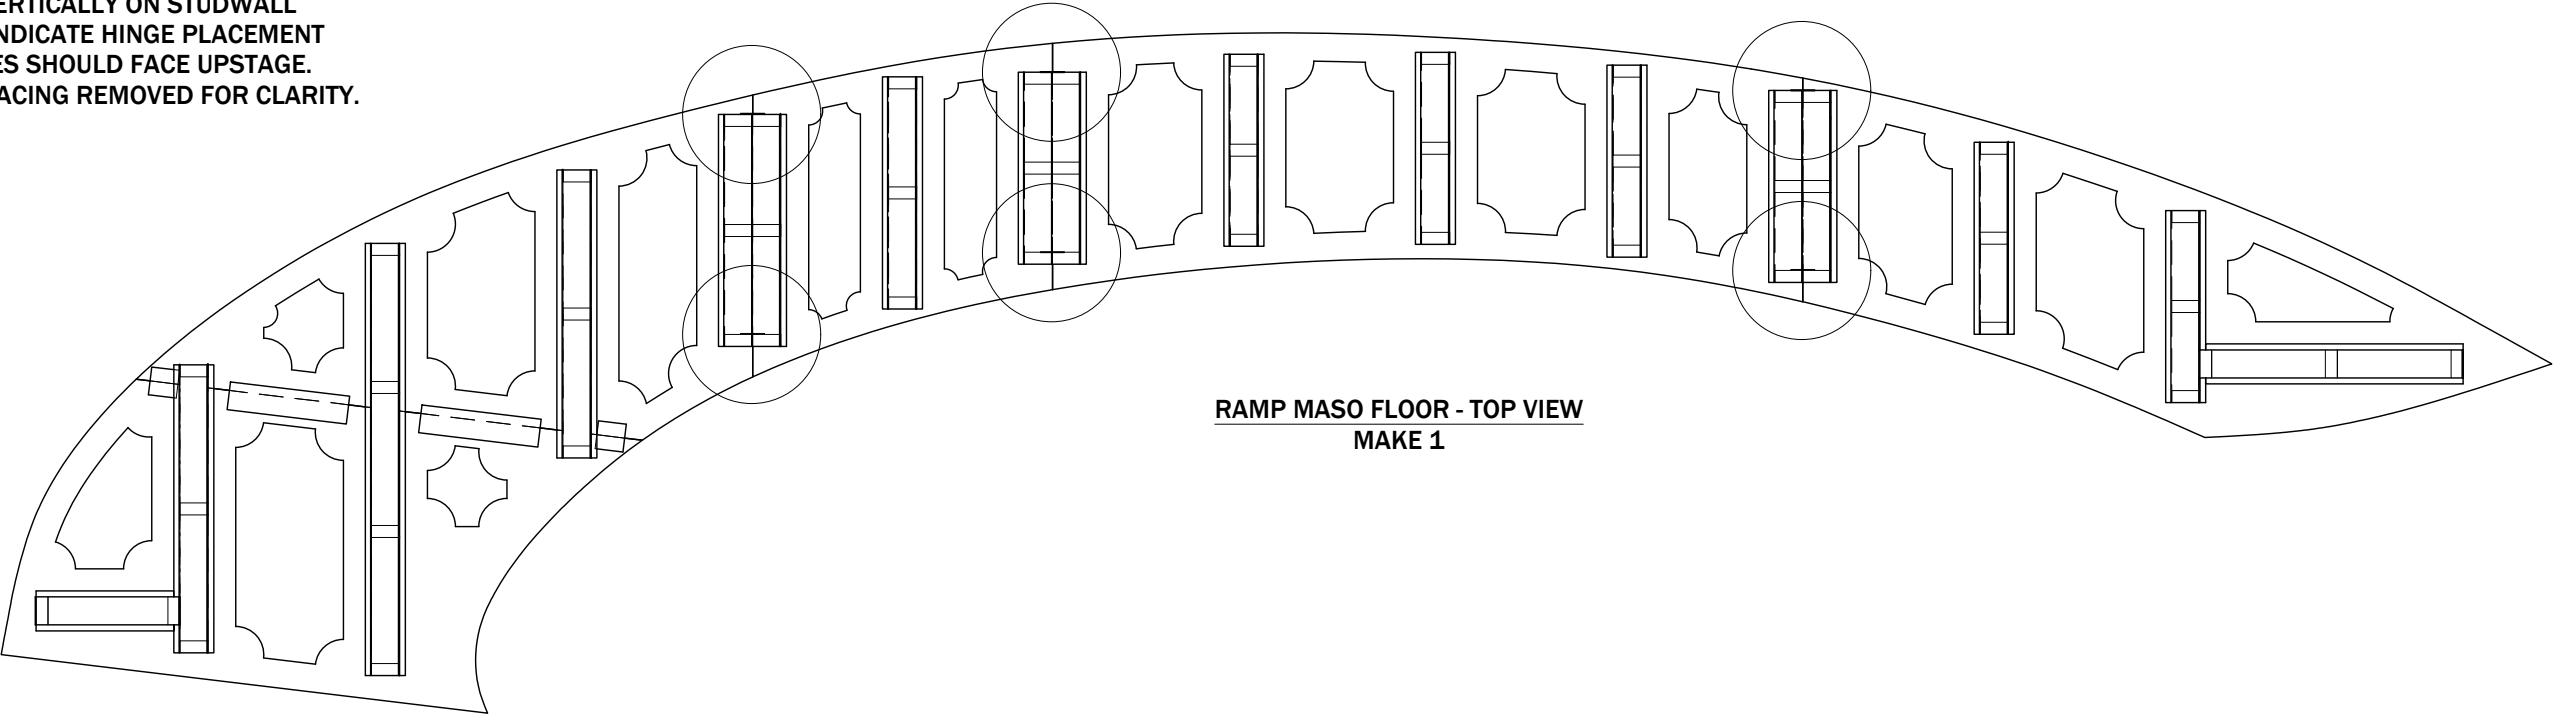 ERTICALLY ON STUDWALL
NDICATE HINGE PLACEMENT
ES SHOULD FACE UPSTAGE.
ACING REMOVED FOR CLARITY.
RAMP MASO FLOOR - TOP VIEW
MAKE 1